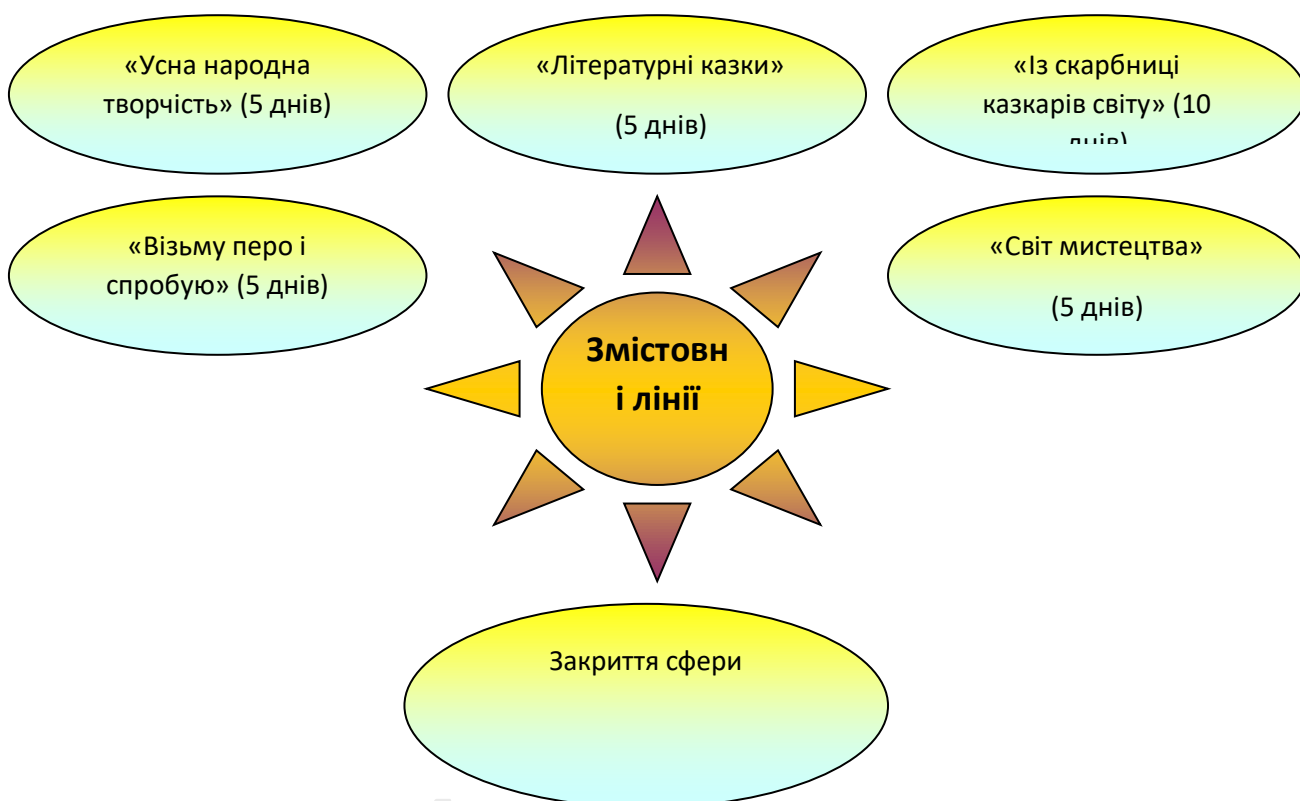 «Усна народна
творчість» (5 днів)
«Літературні казки»
(5 днів)
«Із скарбниці
казкарів світу» (10
днів)
«Візьму перо і
спробую» (5 днів)
«Світ мистецтва»
(5 днів)
Змістовн
і лінії
Закриття сфери